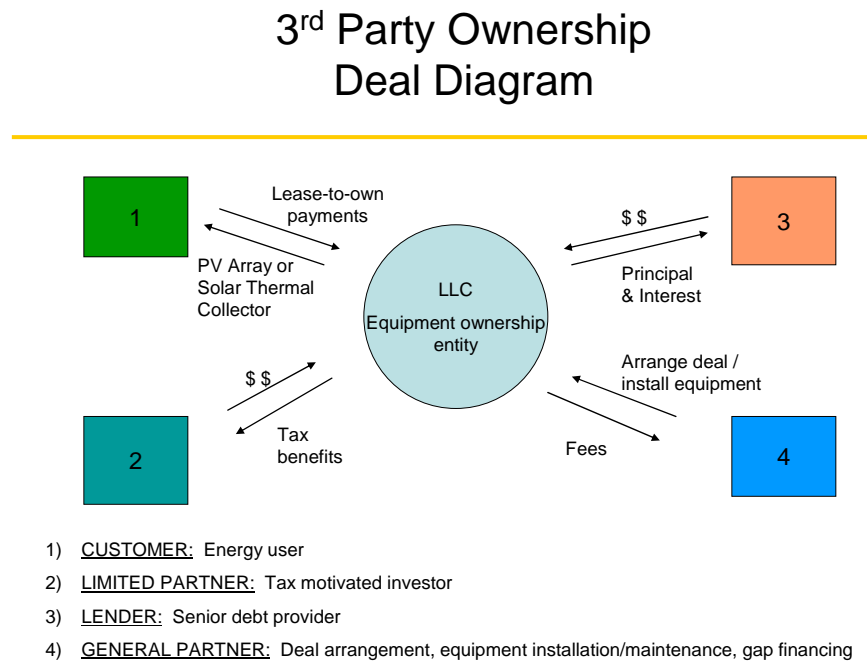 3rd Party Ownership
Deal Diagram
1
Lease-to-own
payments
PV Array or
Solar Thermal
Collector
LLC
Equipment ownership
entity
$ $
3
Principal
& Interest
$ $
2
Tax
benefits
Arrange deal /
install equipment
Fees
4
1) CUSTOMER: Energy user
2) LIMITED PARTNER: Tax motivated investor
3) LENDER: Senior debt provider
4) GENERAL PARTNER: Deal arrangement, equipment installation/maintenance, gap financing